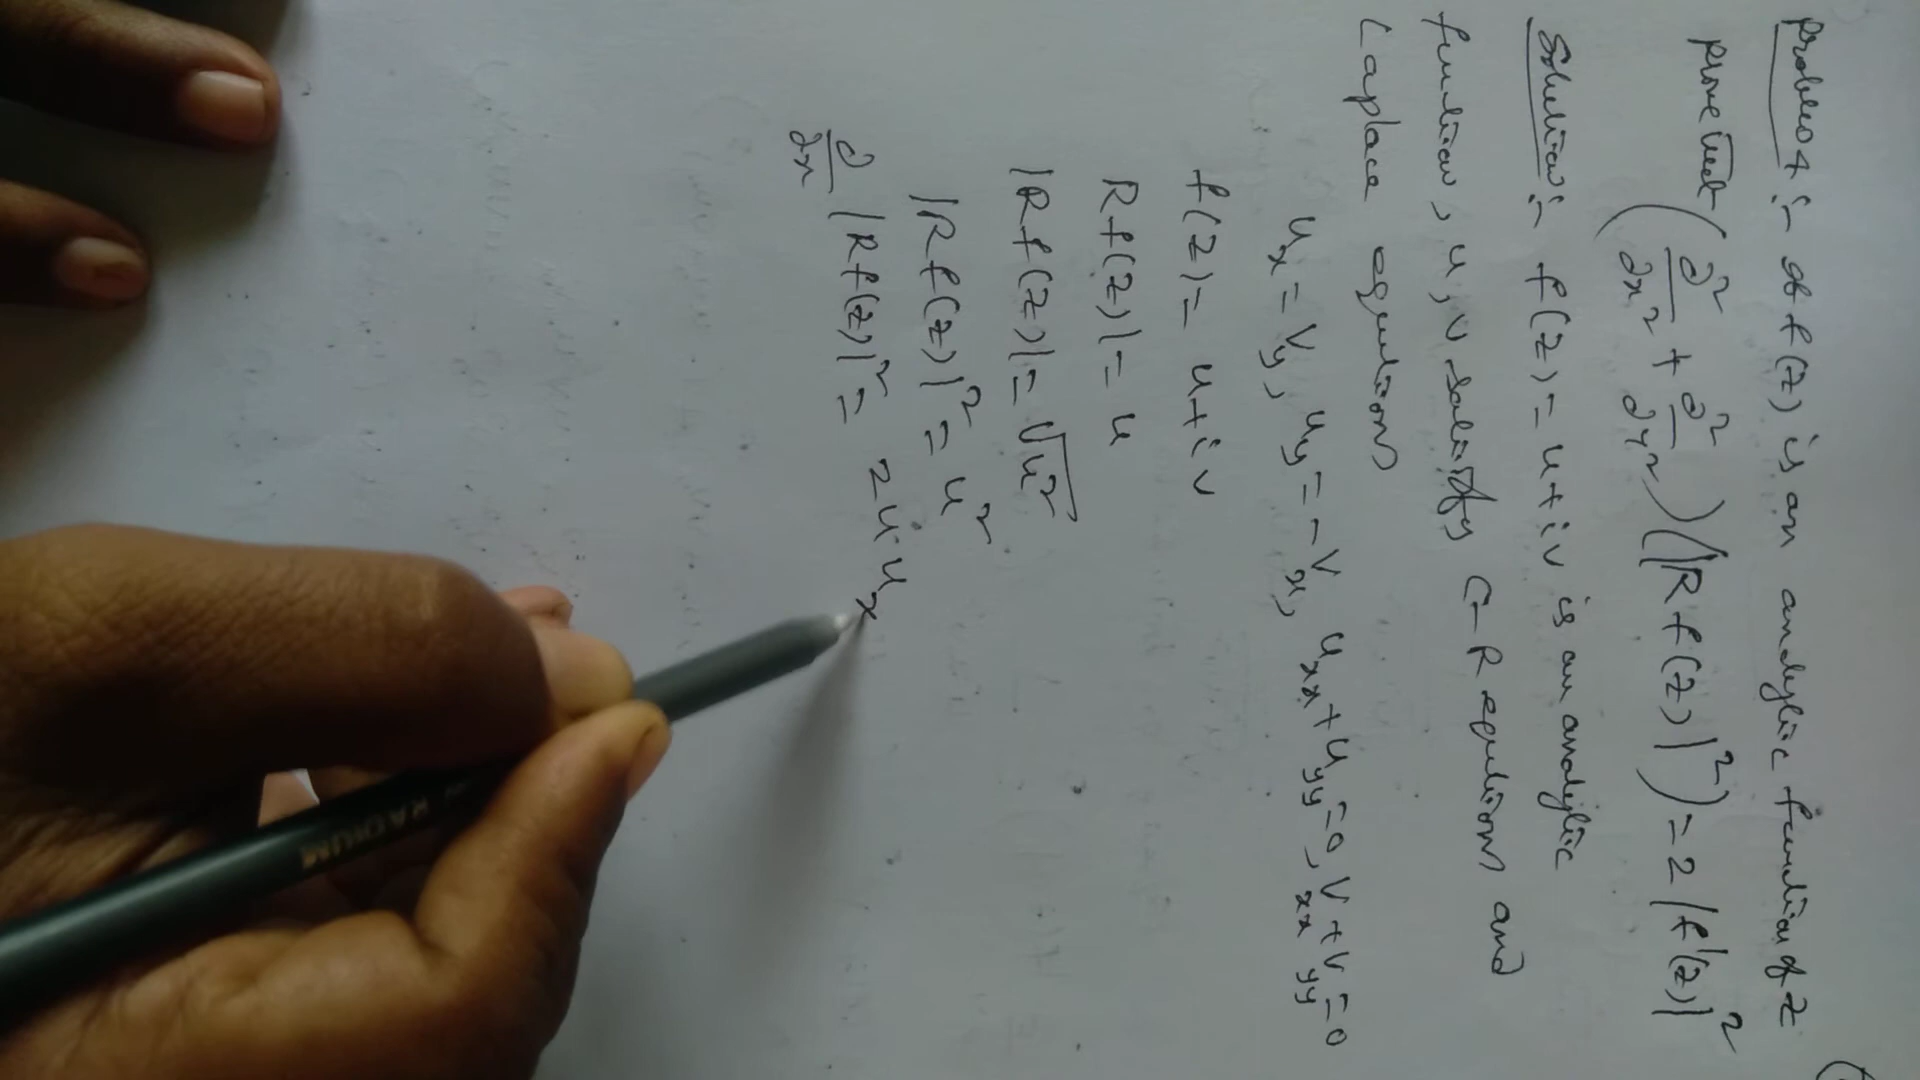 Problem 4 :- If f(z) is an analytic function of z
prove that (∂²/∂x² + ∂²/∂y²)(|R f(z)|²) = 2 |f'(z)|²
Solution :- f(z) = u+iv is an analytic
function, u, v satisfy C-R equations and
Laplace equations
u_x = v_y, u_y = -v_x, u_xx + u_yy = 0, v_xx + v_yy = 0
f(z) = u+iv
R f(z) = u
|R f(z)| = √u²
|R f(z)|² = u²
∂/∂x |R f(z)|² = 2u·u_x
RADIUM